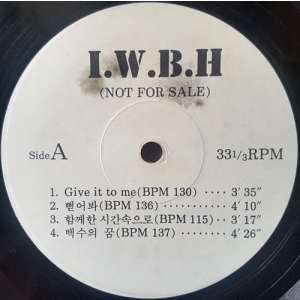 I.W.B.H
(NOT FOR SALE)
Side A
33 1/3 RPM
1. Give it to me(BPM 130) ···· 3′ 35″
2. 뻗어봐(BPM 136) ·········· 4′ 10″
3. 함께한 시간속으로(BPM 115) ·· 3′ 17″
4. 백수의 꿈(BPM 137) ······· 4′ 26″